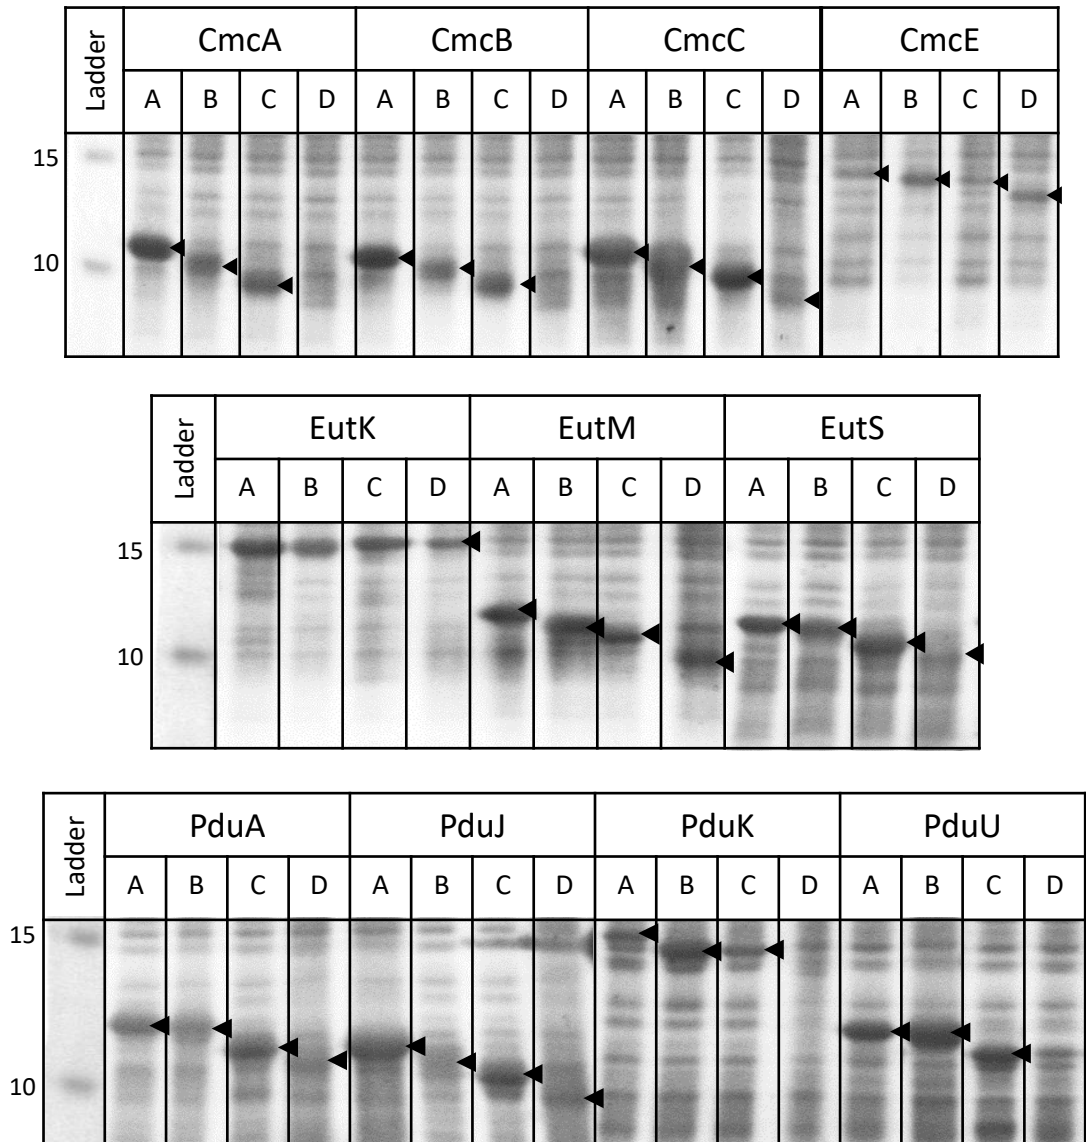 Ladder CmcA CmcB CmcC CmcE
A B C D A B C D A B C D A B C D
15
10
Ladder EutK EutM EutS
A B C D A B C D A B C D
15
10
Ladder PduA PduJ PduK PduU
A B C D A B C D A B C D A B C D
15
10